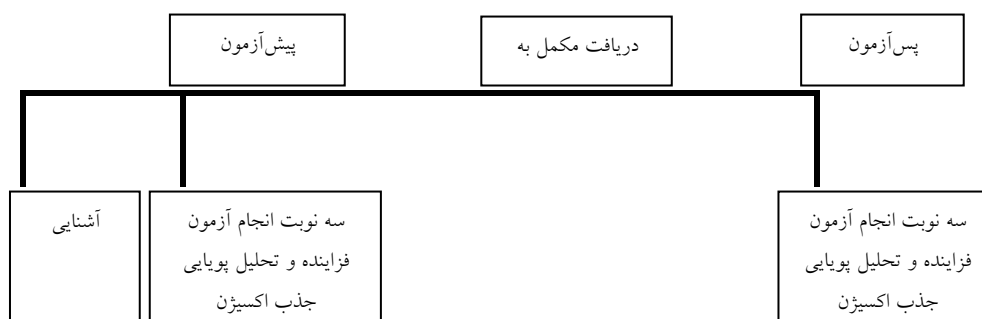 پیش‌آزمون
دریافت مکمل به
پس‌آزمون
آشنایی
سه نوبت انجام آزمون
فزاینده و تحلیل پویایی
جذب اکسیژن
سه نوبت انجام آزمون
فزاینده و تحلیل پویایی
جذب اکسیژن